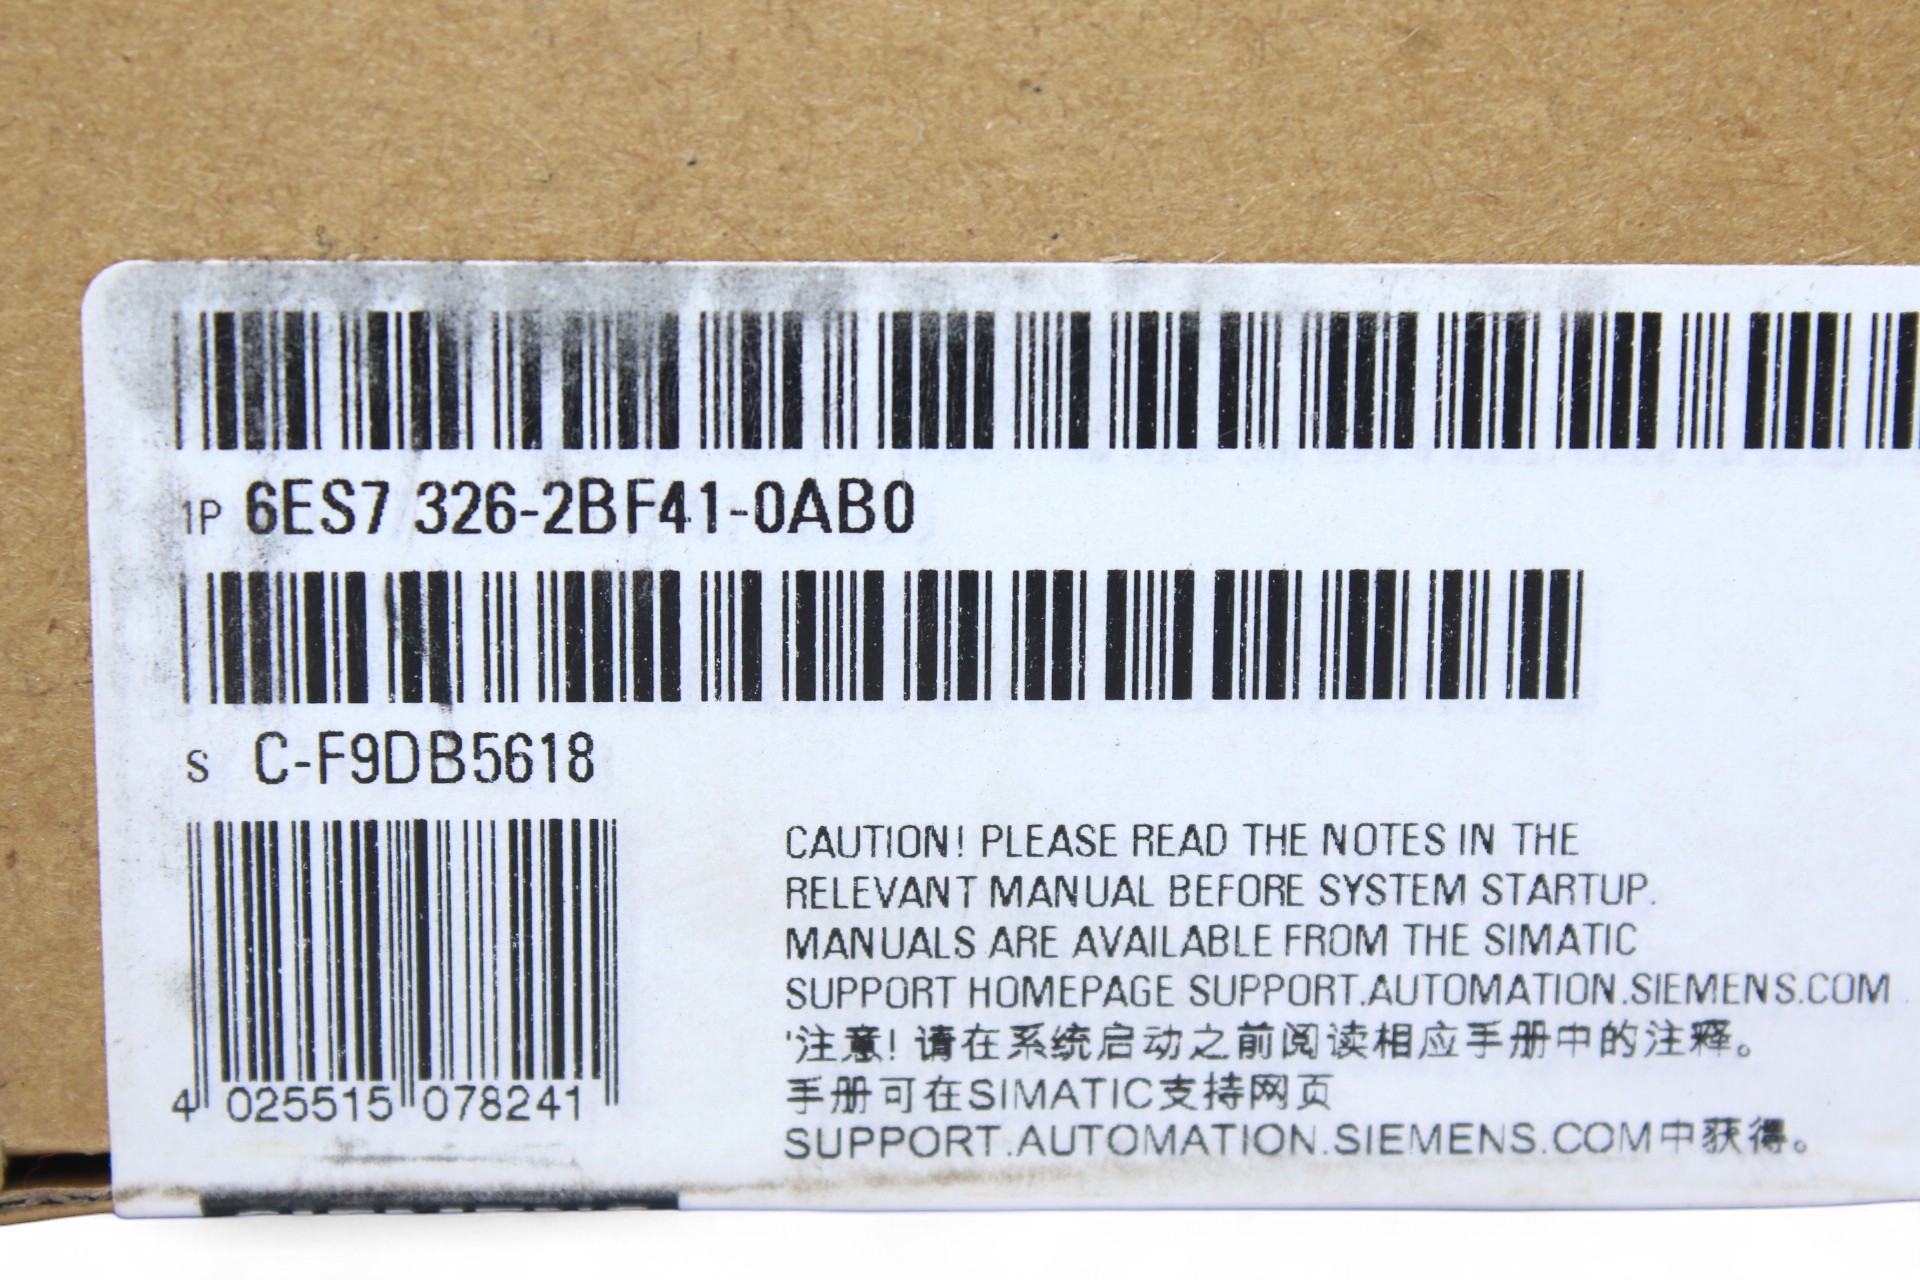 1P 6ES7 326-2BF41-0AB0
S C-F9DB5618
4 025515 078241
CAUTION! PLEASE READ THE NOTES IN THE
RELEVANT MANUAL BEFORE SYSTEM STARTUP.
MANUALS ARE AVAILABLE FROM THE SIMATIC
SUPPORT HOMEPAGE SUPPORT.AUTOMATION.SIEMENS.COM
'注意! 请在系统启动之前阅读相应手册中的注释。
手册可在SIMATIC支持网页
SUPPORT.AUTOMATION.SIEMENS.COM中获得。